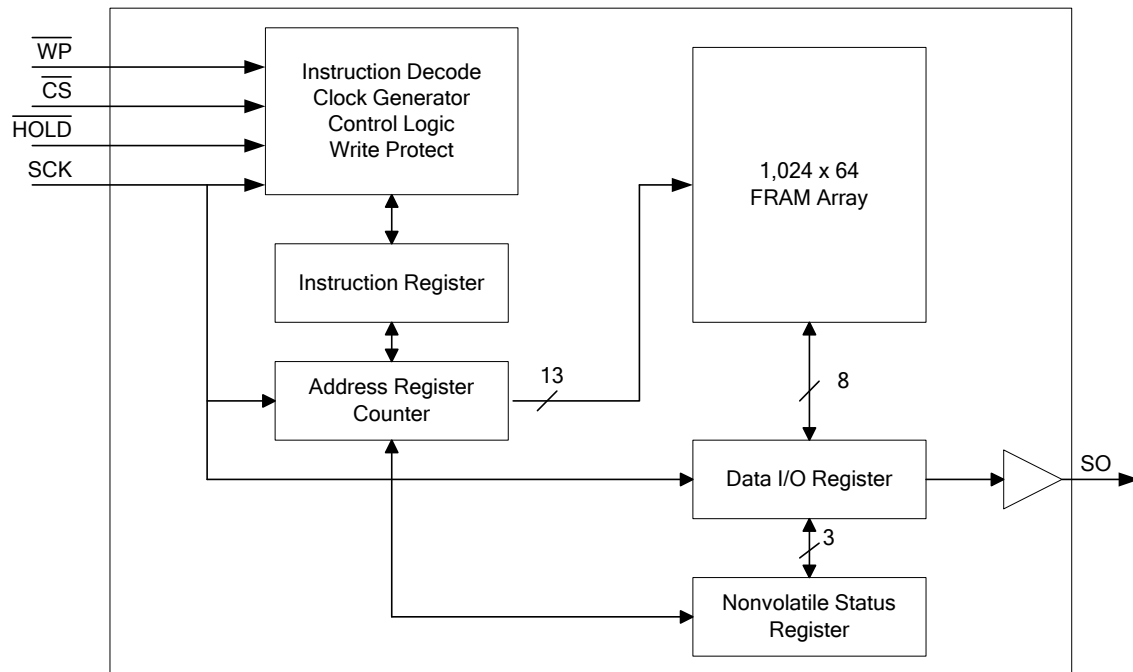 WP
CS
HOLD
SCK
Instruction Decode
Clock Generator
Control Logic
Write Protect
1,024 x 64
FRAM Array
Instruction Register
Address Register
Counter
13
8
Data I/O Register
SO
3
Nonvolatile Status
Register